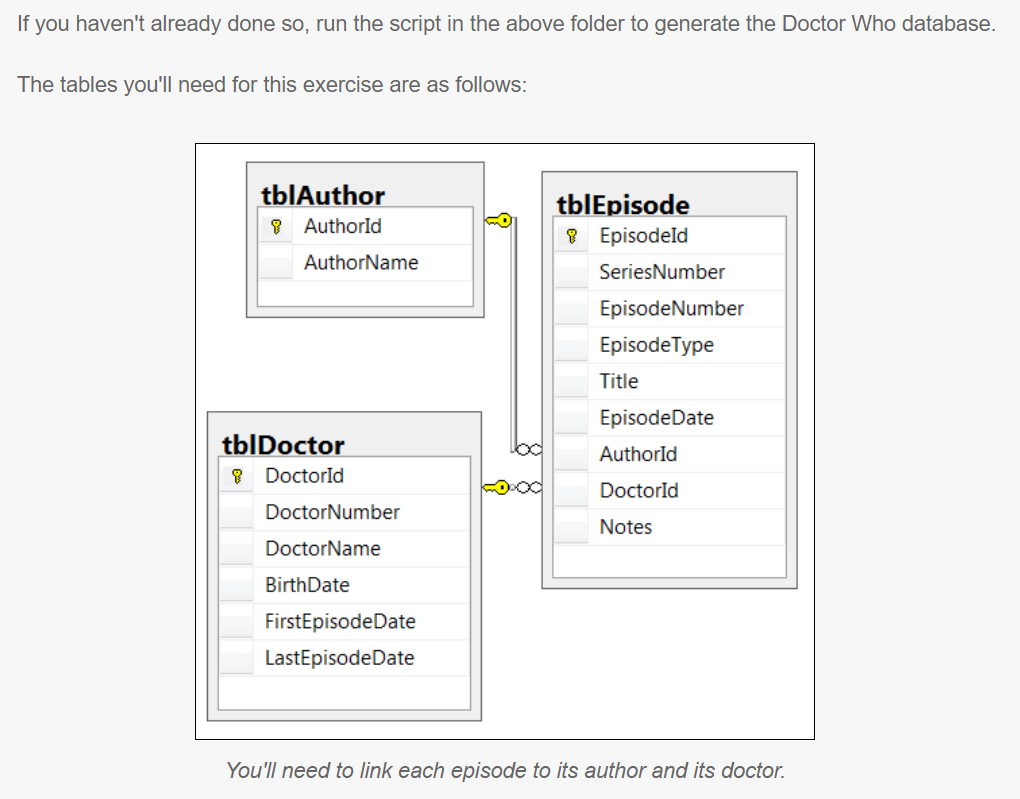 If you haven't already done so, run the script in the above folder to generate the Doctor Who database.
The tables you'll need for this exercise are as follows:
tblAuthor
AuthorId
AuthorName
tblEpisode
EpisodeId
SeriesNumber
EpisodeNumber
EpisodeType
Title
EpisodeDate
AuthorId
DoctorId
Notes
tblDoctor
DoctorId
DoctorNumber
DoctorName
BirthDate
FirstEpisodeDate
LastEpisodeDate
You'll need to link each episode to its author and its doctor.